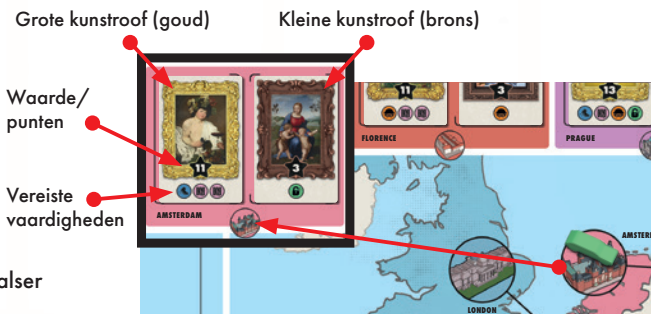 Grote kunstroof (goud)
Kleine kunstroof (brons)
Waarde/
punten
Vereiste
vaardigheden
11
3
AMSTERDAM
11
3
13
FLORENCE
PRAGUE
AMSTER
LONDON
alser